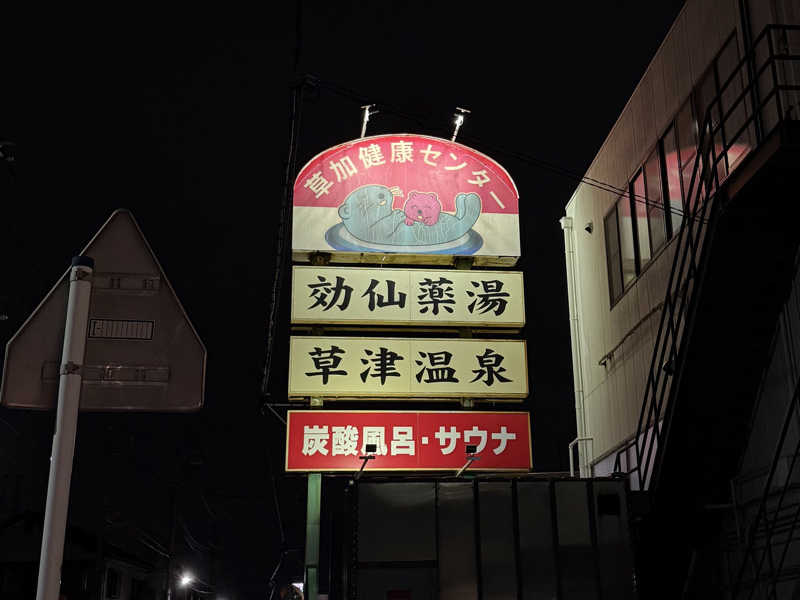 草加健康センター
効仙薬湯
草津温泉
炭酸風呂・サウナ